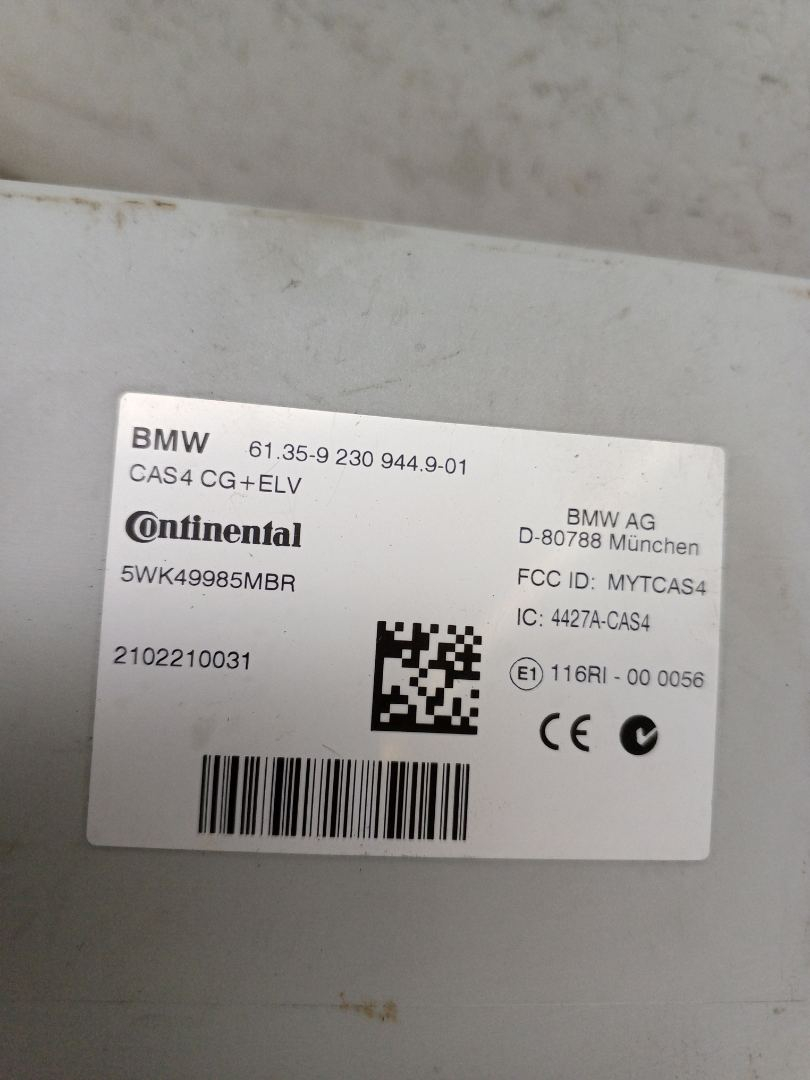 BMW 61.35-9 230 944.9-01
CAS4 CG+ELV
Continental
5WK49985MBR
2102210031
BMW AG
D-80788 München
FCC ID: MYTCAS4
IC: 4427A-CAS4
E1 116RI - 00 0056
CE